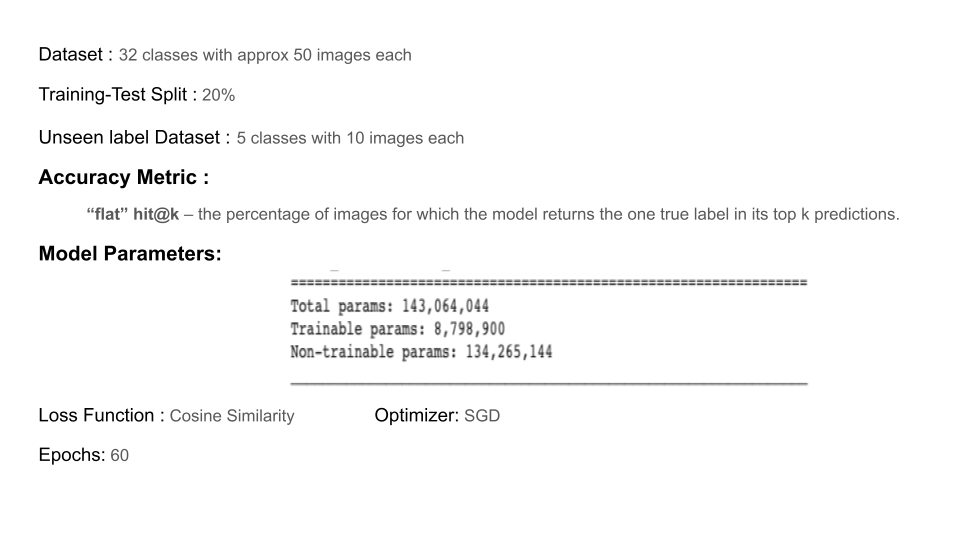 Dataset : 32 classes with approx 50 images each
Training-Test Split : 20%
Unseen label Dataset : 5 classes with 10 images each
Accuracy Metric :
“flat” hit@k – the percentage of images for which the model returns the one true label in its top k predictions.
Model Parameters:
=================================================================
Total params: 143,064,044
Trainable params: 8,798,900
Non-trainable params: 134,265,144
_________________________________________________________________
Loss Function : Cosine Similarity Optimizer: SGD
Epochs: 60